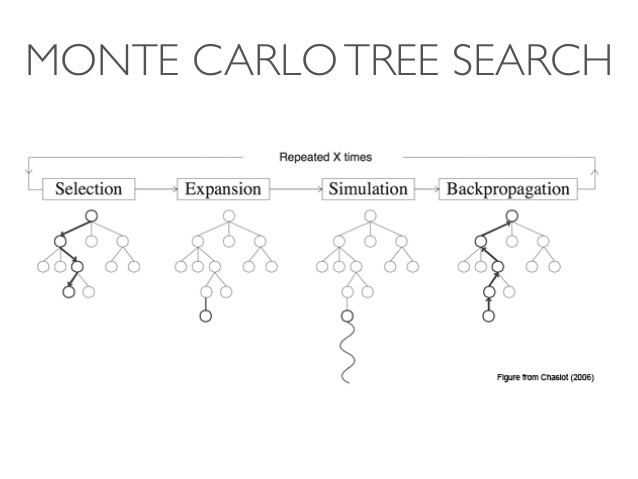 MONTE CARLO TREE SEARCH
Repeated X times
Selection
Expansion
Simulation
Backpropagation
Figure from Chaslot (2006)